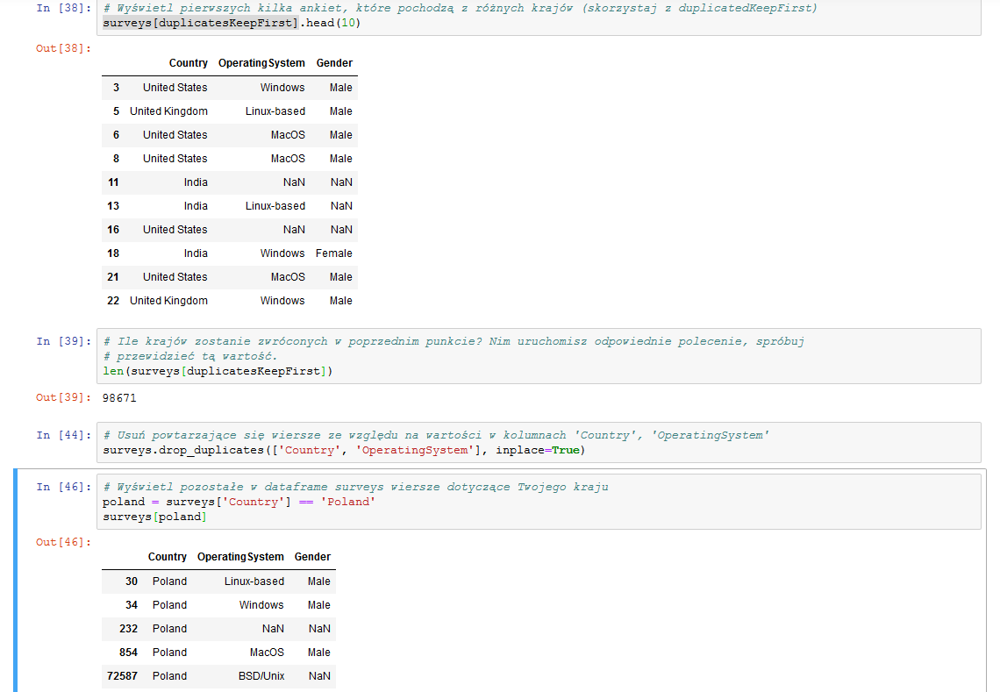 In [38]: # Wyświetl pierwszych kilka ankiet, które pochodzą z różnych krajów (skorzystaj z duplicatedKeepFirst)
surveys[duplicatesKeepFirst].head(10)
Out[38]:
Country OperatingSystem Gender
3 United States Windows Male
5 United Kingdom Linux-based Male
6 United States MacOS Male
8 United States MacOS Male
11 India NaN NaN
13 India Linux-based NaN
16 United States NaN NaN
18 India Windows Female
21 United States MacOS Male
22 United Kingdom Windows Male
In [39]: # Ile krajów zostanie zwróconych w poprzednim punkcie? Nim uruchomisz odpowiednie polecenie, spróbuj
# przewidzieć tą wartość.
len(surveys[duplicatesKeepFirst])
Out[39]: 98671
In [44]: # Usuń powtarzające się wiersze ze względu na wartości w kolumnach 'Country', 'OperatingSystem'
surveys.drop_duplicates(['Country', 'OperatingSystem'], inplace=True)
In [46]: # Wyświetl pozostałe w dataframe surveys wiersze dotyczące Twojego kraju
poland = surveys['Country'] == 'Poland'
surveys[poland]
Out[46]:
Country OperatingSystem Gender
30 Poland Linux-based Male
34 Poland Windows Male
232 Poland NaN NaN
854 Poland MacOS Male
72587 Poland BSD/Unix NaN